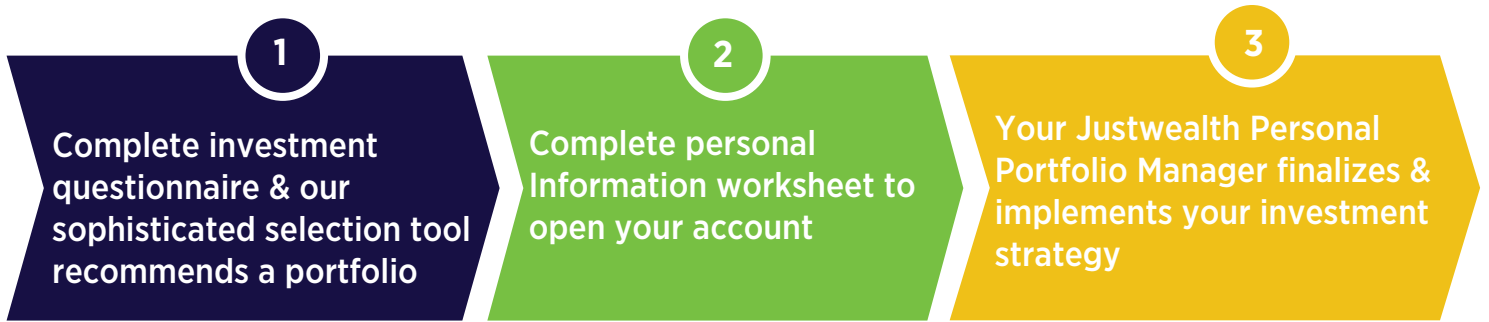 1
Complete investment
questionnaire & our
sophisticated selection tool
recommends a portfolio
2
Complete personal
Information worksheet to
open your account
3
Your Justwealth Personal
Portfolio Manager finalizes &
implements your investment
strategy